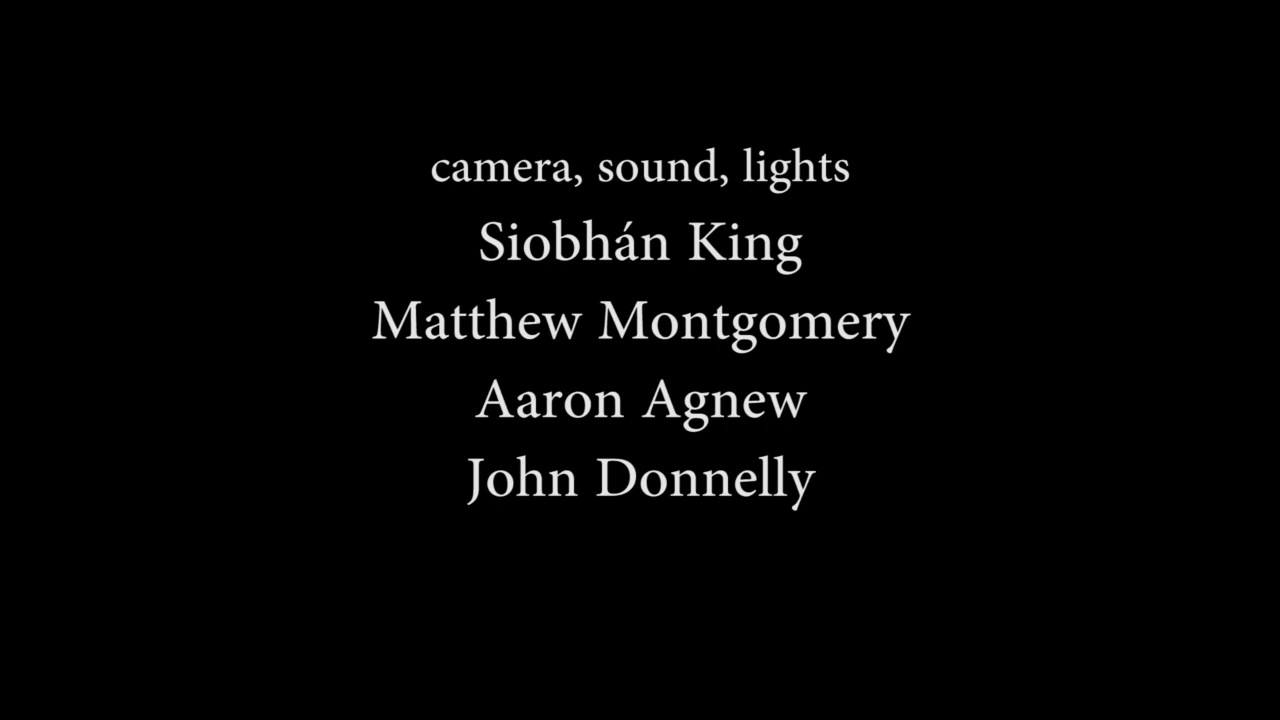 camera, sound, lights
Siobhán King
Matthew Montgomery
Aaron Agnew
John Donnelly